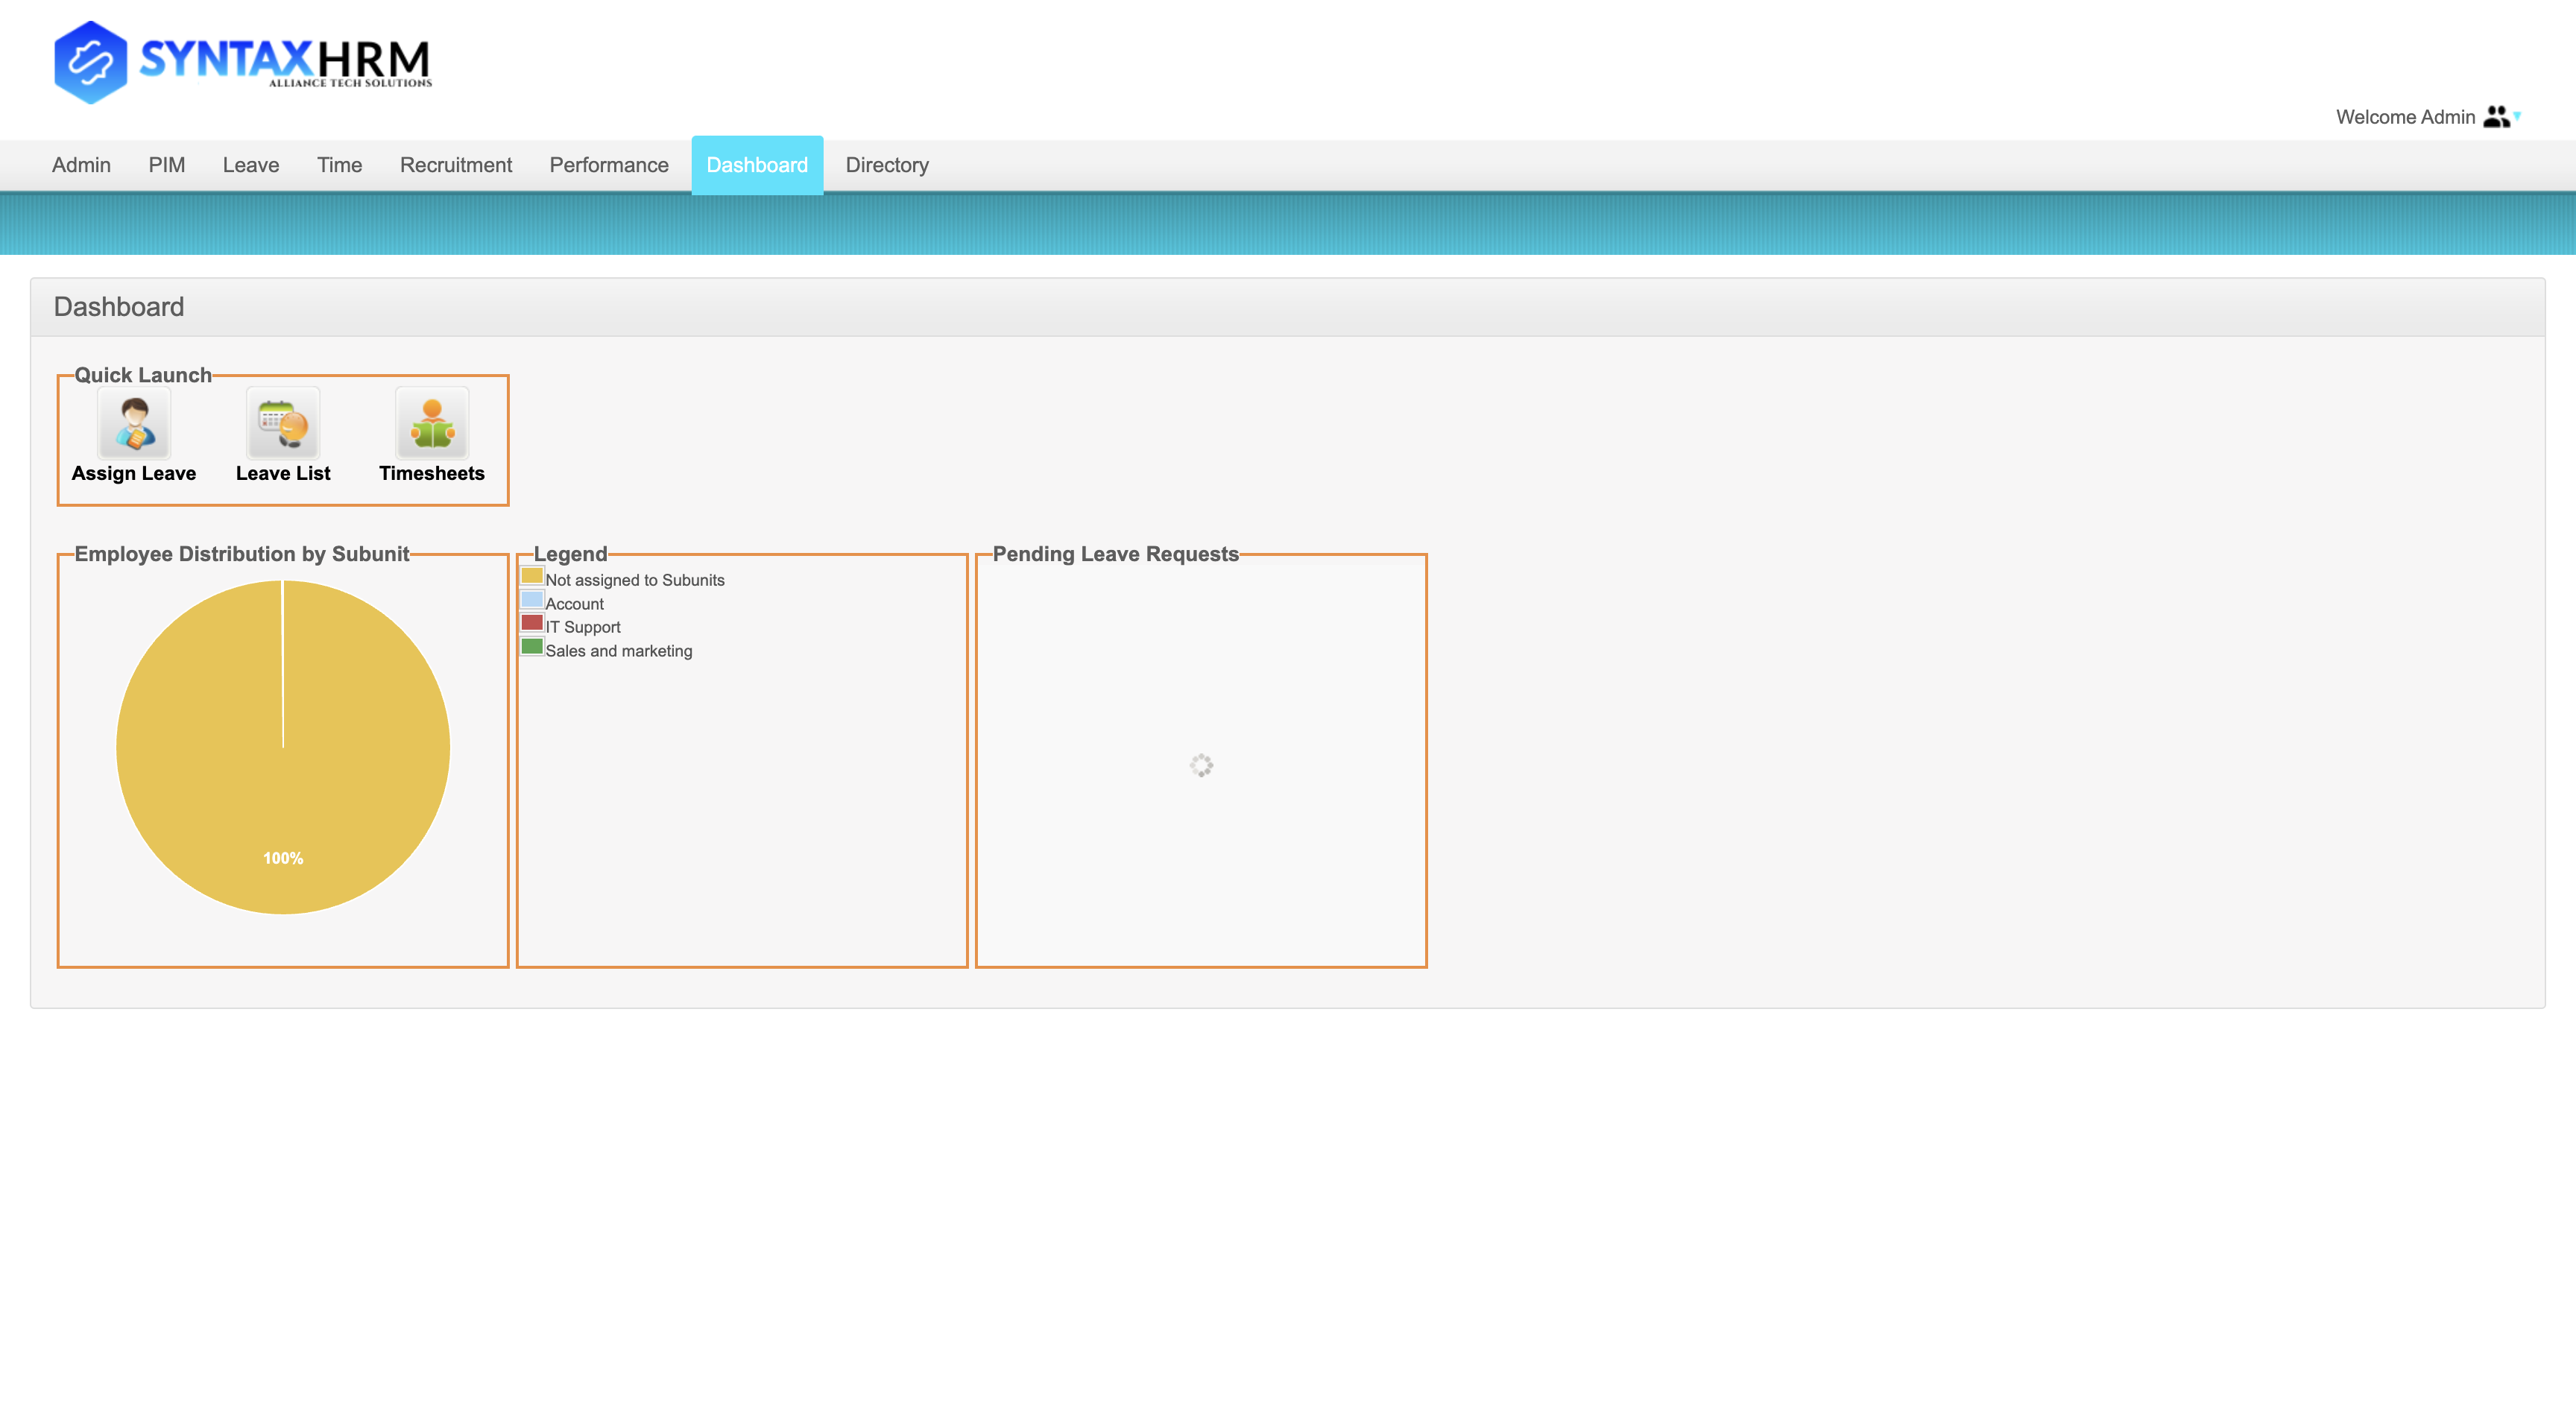 SYNTAXHRM
ALLIANCE TECH SOLUTIONS
Welcome Admin
Admin PIM Leave Time Recruitment Performance Dashboard Directory
Dashboard
Quick Launch
Assign Leave Leave List Timesheets
Employee Distribution by Subunit
100%
Legend
Not assigned to Subunits
Account
IT Support
Sales and marketing
Pending Leave Requests